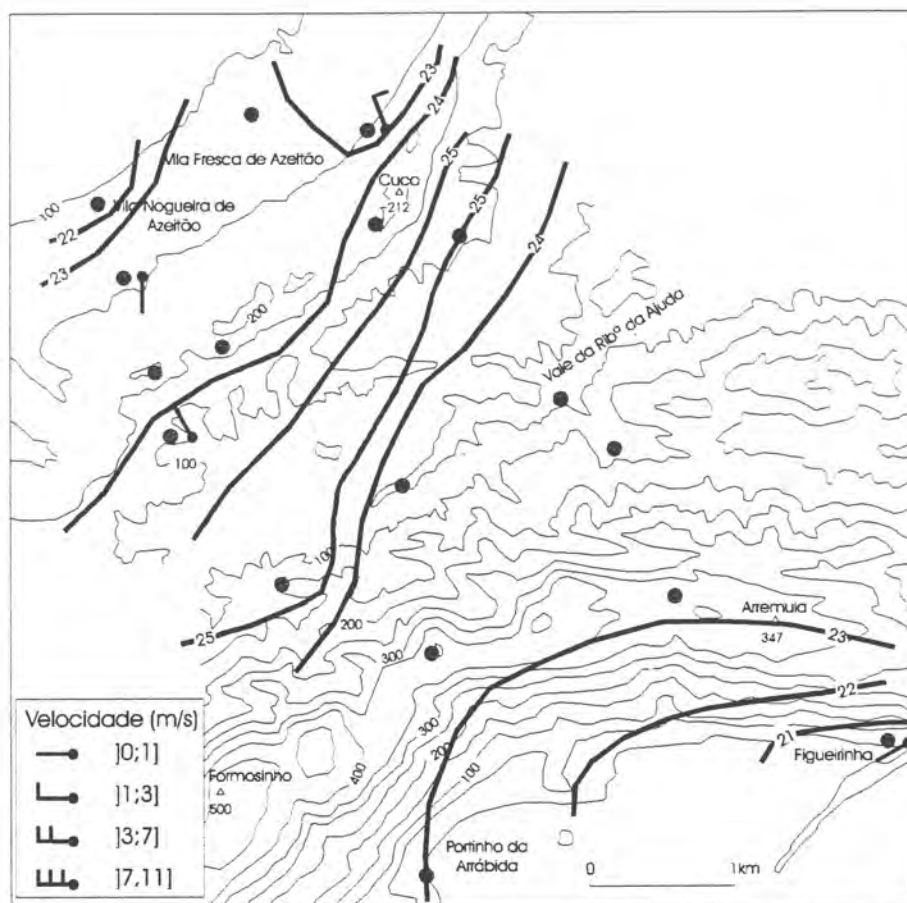 23
24
Vila Fresca de Azeitão
Cuco
212
25
25
24
100
Vila Nogueira de
Azeitão
22
23
200
Vale da Ribª da Ajuda
100
100
25
200
300
Arremula
347
23
22
21
Figueirinha
300
200
100
400
Formosinho
500
Portinho da
Arrábida
0 1km
Velocidade (m/s)
]0;1]
]1;3]
]3;7]
]7,11]